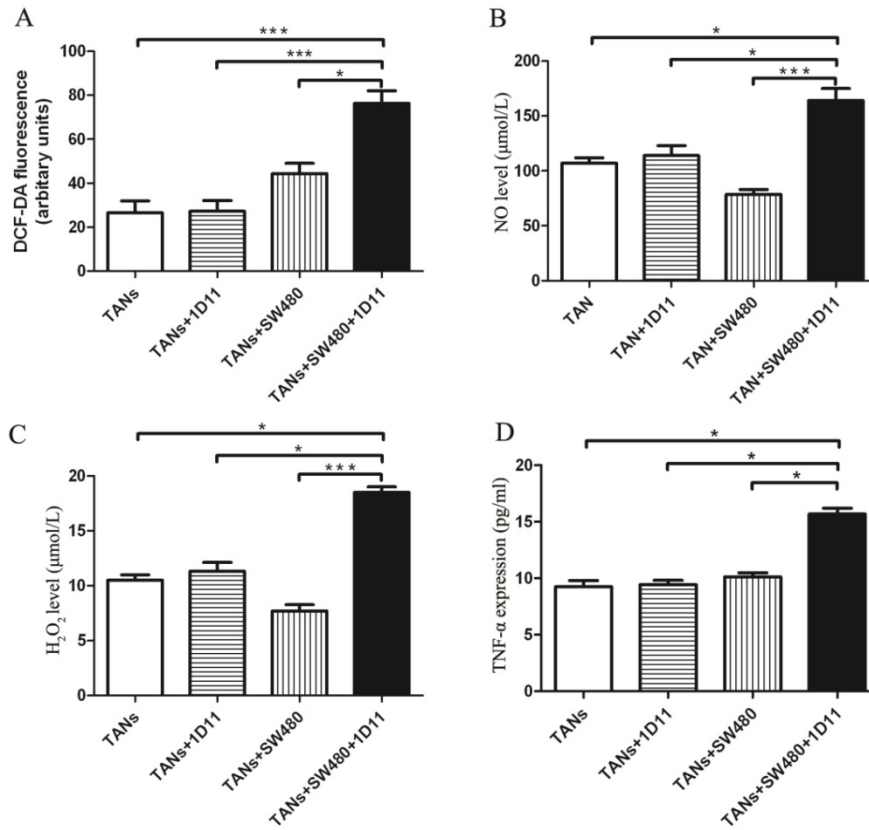 A
***
***
*
DCF-DA fluorescence
(arbitary units)
100
80
60
40
20
0
TANs
TANs+1D11
TANs+SW480
TANs+SW480+1D11
B
*
*
***
NO level (μmol/L)
200
150
100
50
0
TAN
TAN+1D11
TAN+SW480
TAN+SW480+1D11
C
*
*
***
H₂O₂ level (μmol/L)
20
15
10
5
0
TANs
TANs+1D11
TANs+SW480
TANs+SW480+1D11
D
*
*
*
TNF-α expression (pg/ml)
20
15
10
5
0
TANs
TANs+1D11
TANs+SW480
TANs+SW480+1D11